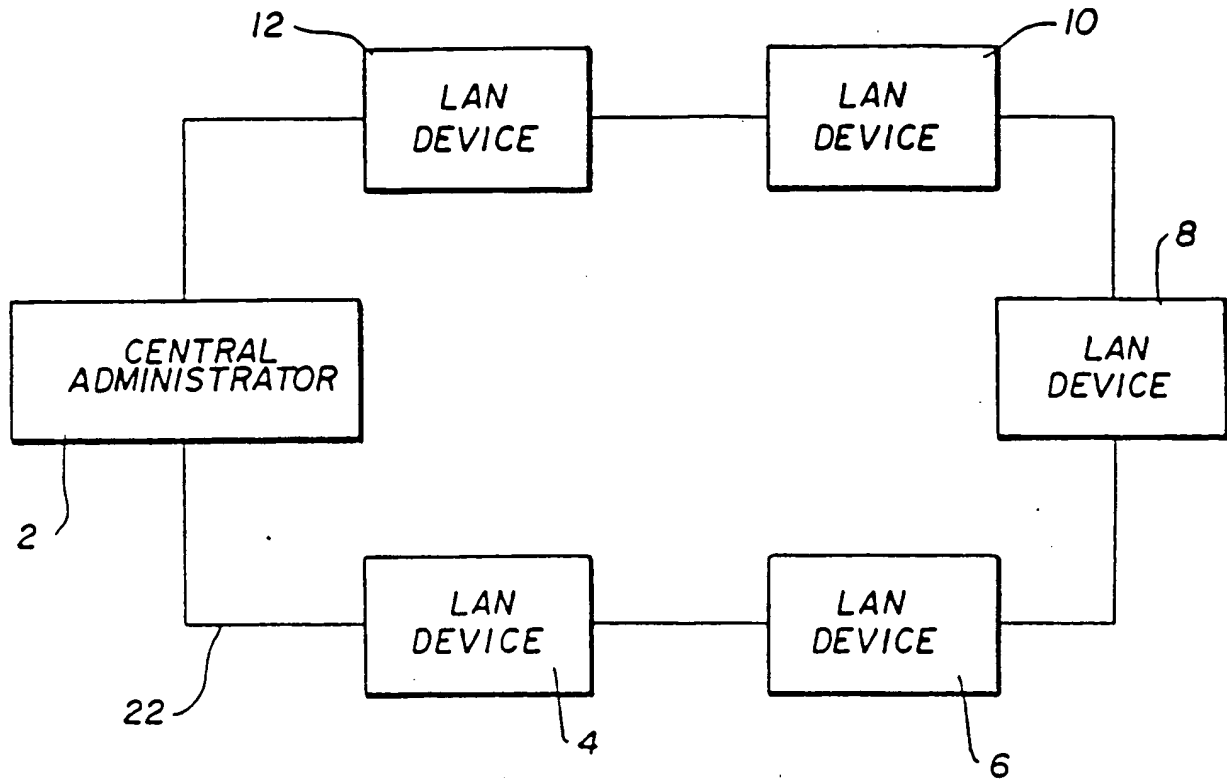 12
10
LAN
DEVICE
LAN
DEVICE
8
CENTRAL
ADMINISTRATOR
LAN
DEVICE
2
LAN
DEVICE
LAN
DEVICE
22
4
6